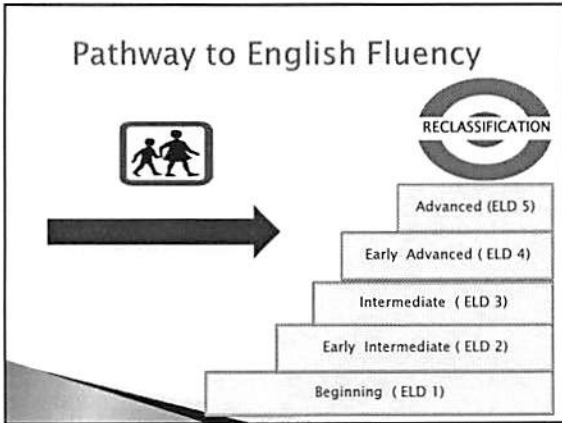 Pathway to English Fluency
RECLASSIFICATION
Advanced (ELD 5)
Early Advanced ( ELD 4)
Intermediate ( ELD 3)
Early Intermediate ( ELD 2)
Beginning ( ELD 1)